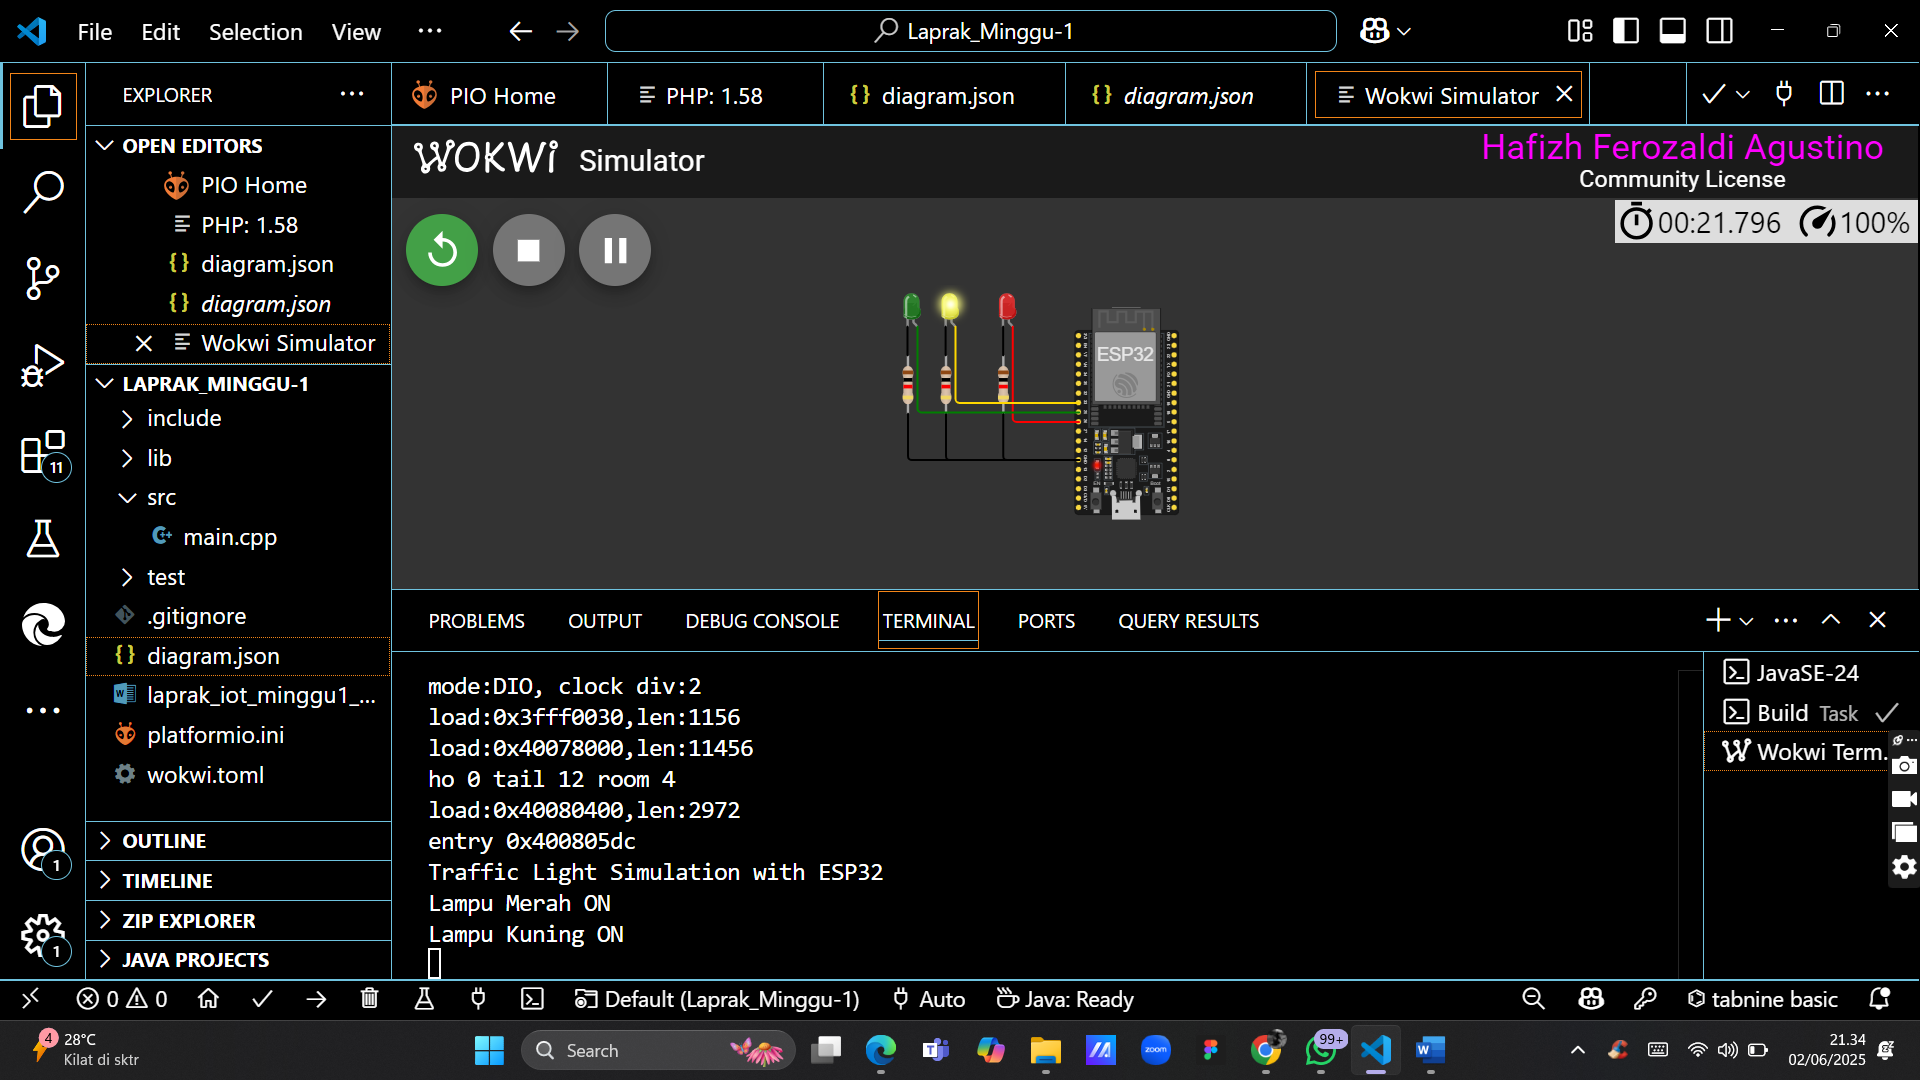 File Edit Selection View ··· Laprak_Minggu-1
EXPLORER
PIO Home
PHP: 1.58
diagram.json
diagram.json
Wokwi Simulator
OPEN EDITORS
PIO Home
PHP: 1.58
diagram.json
diagram.json
Wokwi Simulator
LAPRAK_MINGGU-1
include
lib
src
main.cpp
test
.gitignore
diagram.json
laprak_iot_minggu1_...
platformio.ini
wokwi.toml
OUTLINE
TIMELINE
ZIP EXPLORER
JAVA PROJECTS
11
1
1
WOKWi Simulator
Hafizh Ferozaldi Agustino
Community License
00:21.796 100%
ESP32
PROBLEMS OUTPUT DEBUG CONSOLE TERMINAL PORTS QUERY RESULTS
mode:DIO, clock div:2
load:0x3fff0030,len:1156
load:0x40078000,len:11456
ho 0 tail 12 room 4
load:0x40080400,len:2972
entry 0x400805dc
Traffic Light Simulation with ESP32
Lampu Merah ON
Lampu Kuning ON
JavaSE-24
Build Task
Wokwi Term...
0 0 Default (Laprak_Minggu-1) Auto Java: Ready tabnine basic
4
28°C
Kilat di sktr
Search
zoom
99+
21.34
02/06/2025